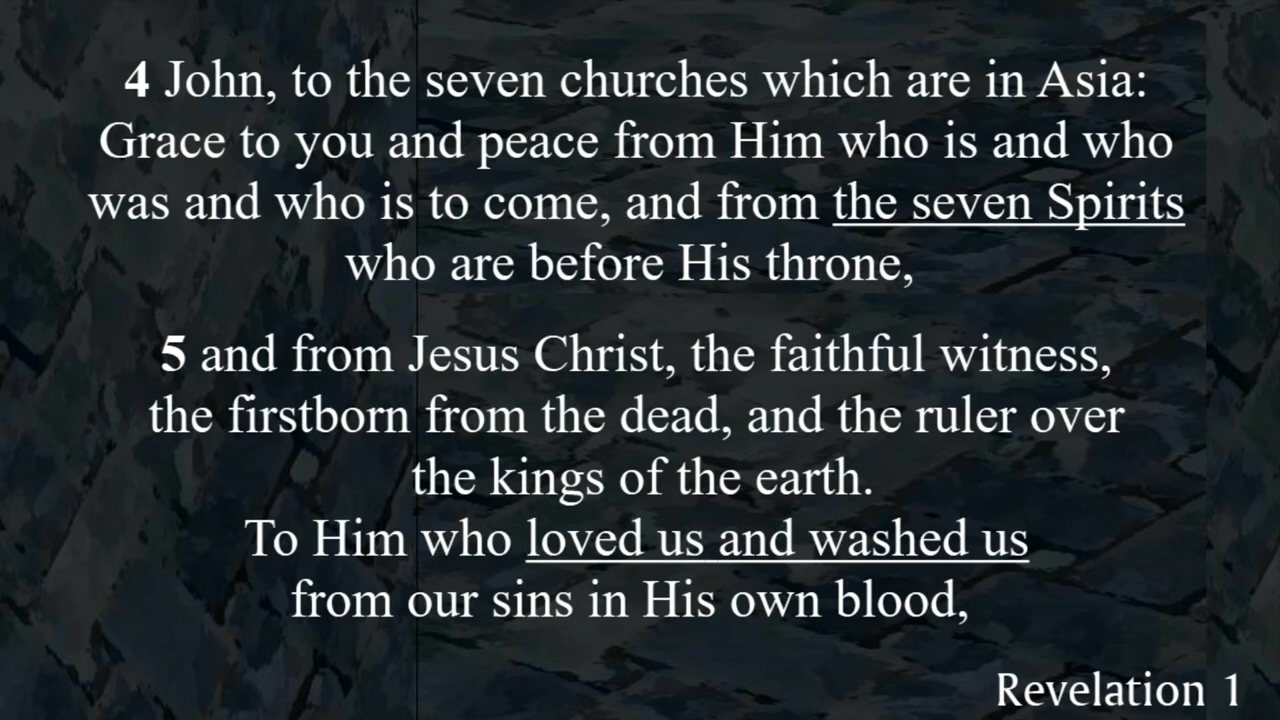 4 John, to the seven churches which are in Asia:
Grace to you and peace from Him who is and who
was and who is to come, and from the seven Spirits
who are before His throne,
5 and from Jesus Christ, the faithful witness,
the firstborn from the dead, and the ruler over
the kings of the earth.
To Him who loved us and washed us
from our sins in His own blood,
Revelation 1